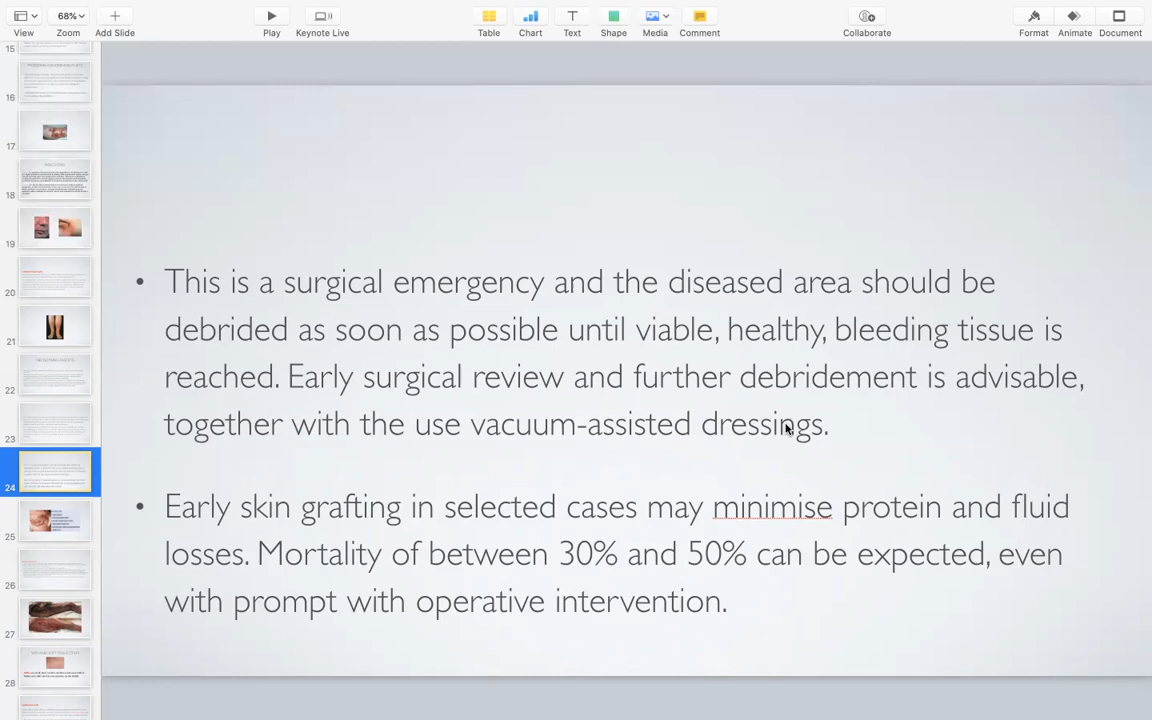 68%
View
Zoom
Add Slide
Play
Keynote Live
Table
Chart
Text
Shape
Media
Comment
Collaborate
Format
Animate
Document
15
16
17
18
19
20
21
22
23
24
25
26
27
28
• This is a surgical emergency and the diseased area should be
debrided as soon as possible until viable, healthy, bleeding tissue is
reached. Early surgical review and further debridement is advisable,
together with the use vacuum-assisted dressings.
• Early skin grafting in selected cases may minimise protein and fluid
losses. Mortality of between 30% and 50% can be expected, even
with prompt with operative intervention.